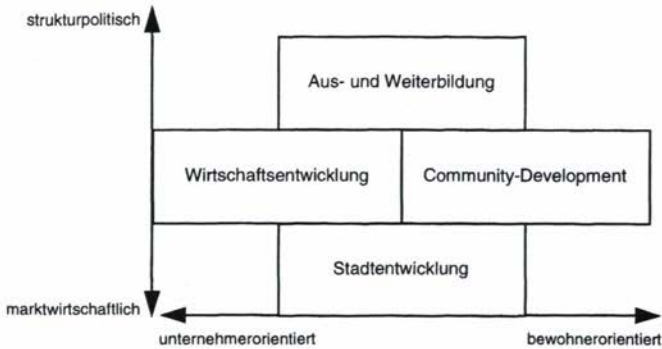 strukturpolitisch
Aus- und Weiterbildung
Wirtschaftsentwicklung
Community-Development
Stadtentwicklung
marktwirtschaftlich
unternehmerorientiert
bewohnerorientiert